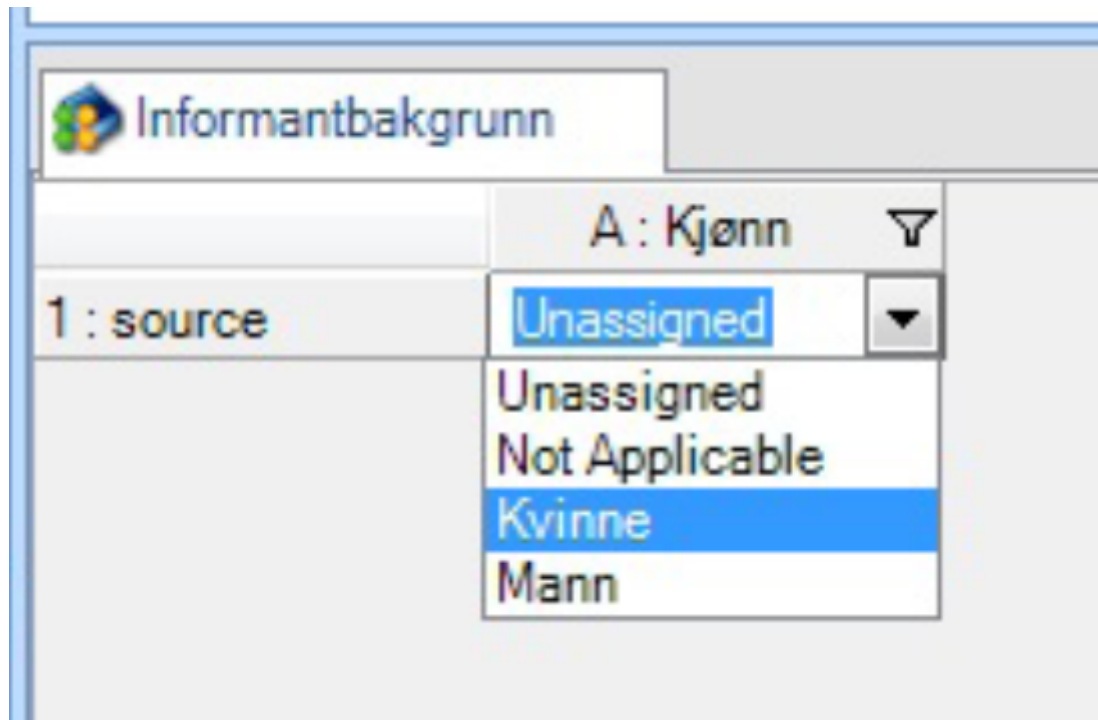 Informantbakgrunn
A : Kjønn
1 : source Unassigned
Unassigned
Not Applicable
Kvinne
Mann